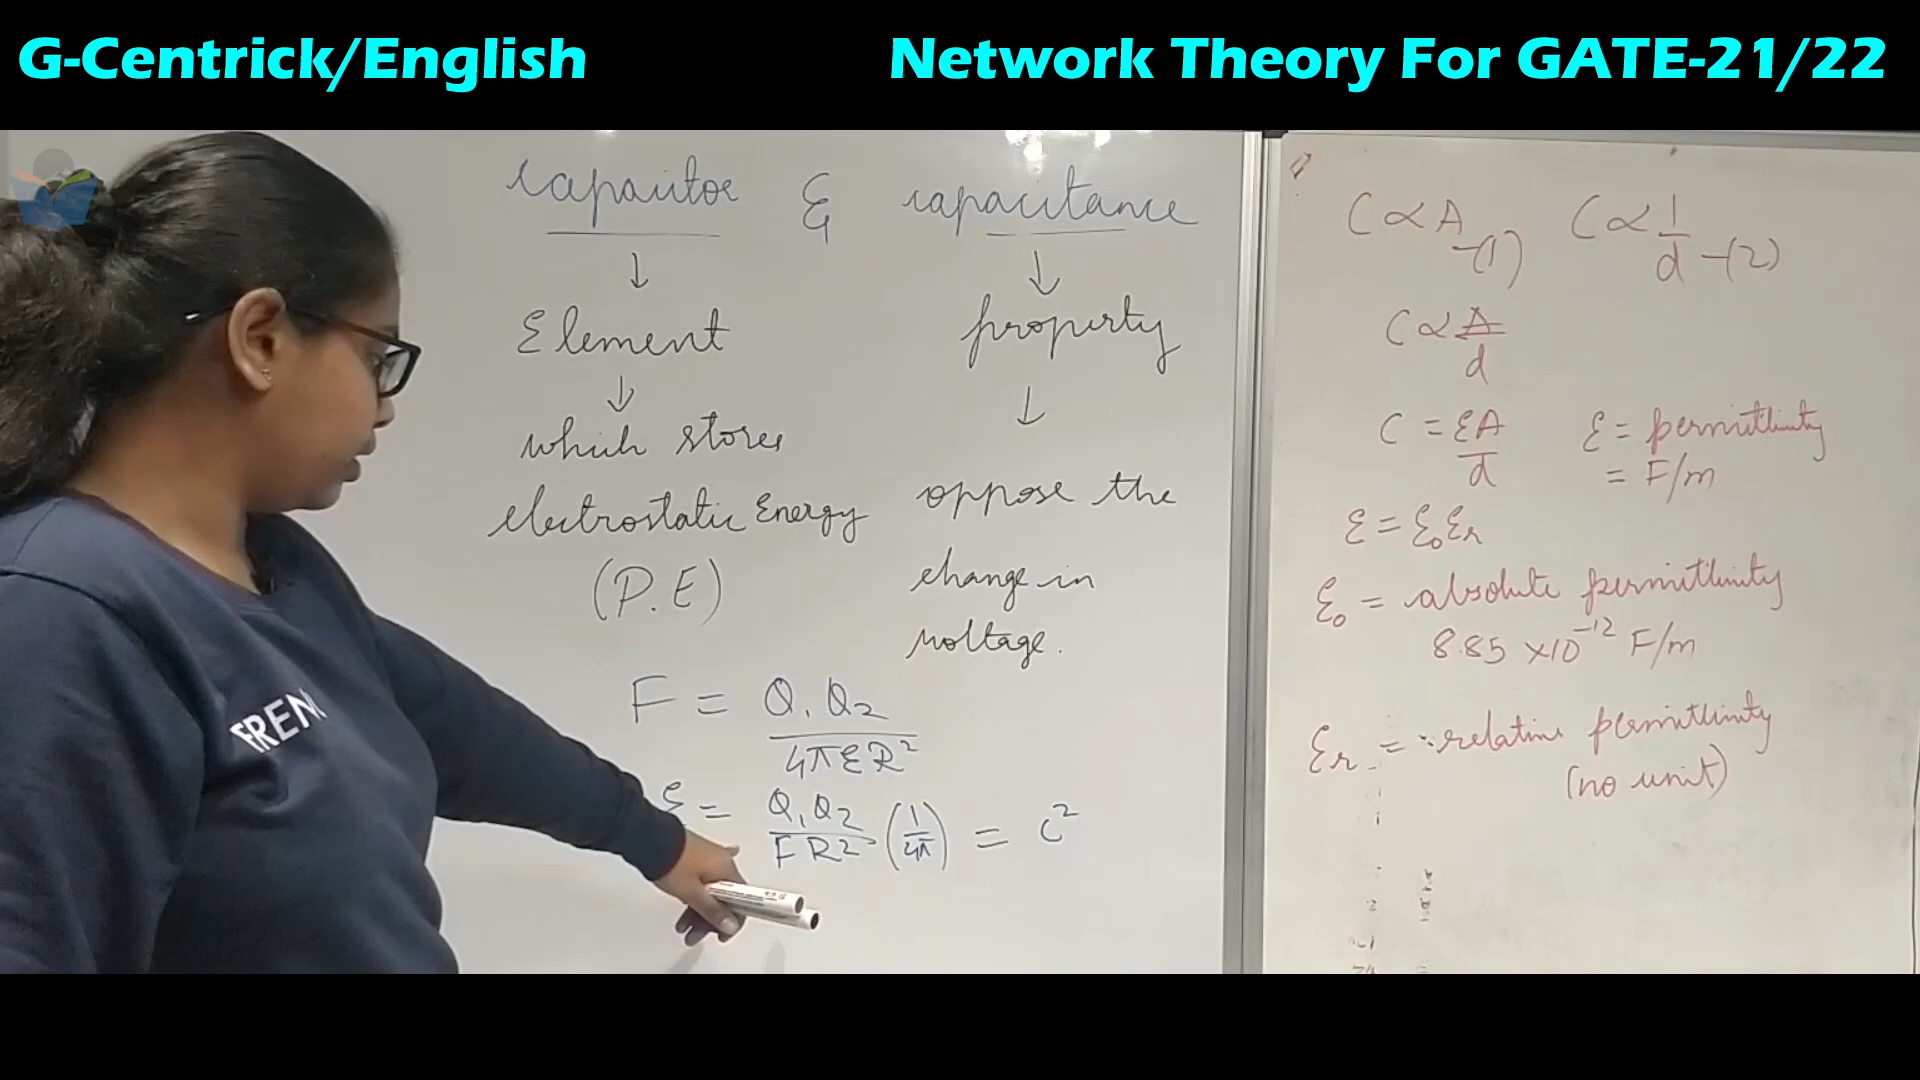 G-Centrick/English
Network Theory For GATE-21/22
capacitor & capacitance
↓ ↓
Element property
↓ ↓
which stores
electrostatic Energy
(P.E)
oppose the
change in
voltage.
F = Q1Q2 / 4πεR²
ε = Q1Q2 / FR² (1/4π) = C²
FREN
C ∝ A -(1) C ∝ 1/d -(2)
C ∝ A/d
C = εA/d ε = permittivity
= F/m
ε = ε₀εr
ε₀ = absolute permittivity
8.85 ×10⁻¹² F/m
εr = relative permittivity
(no unit)